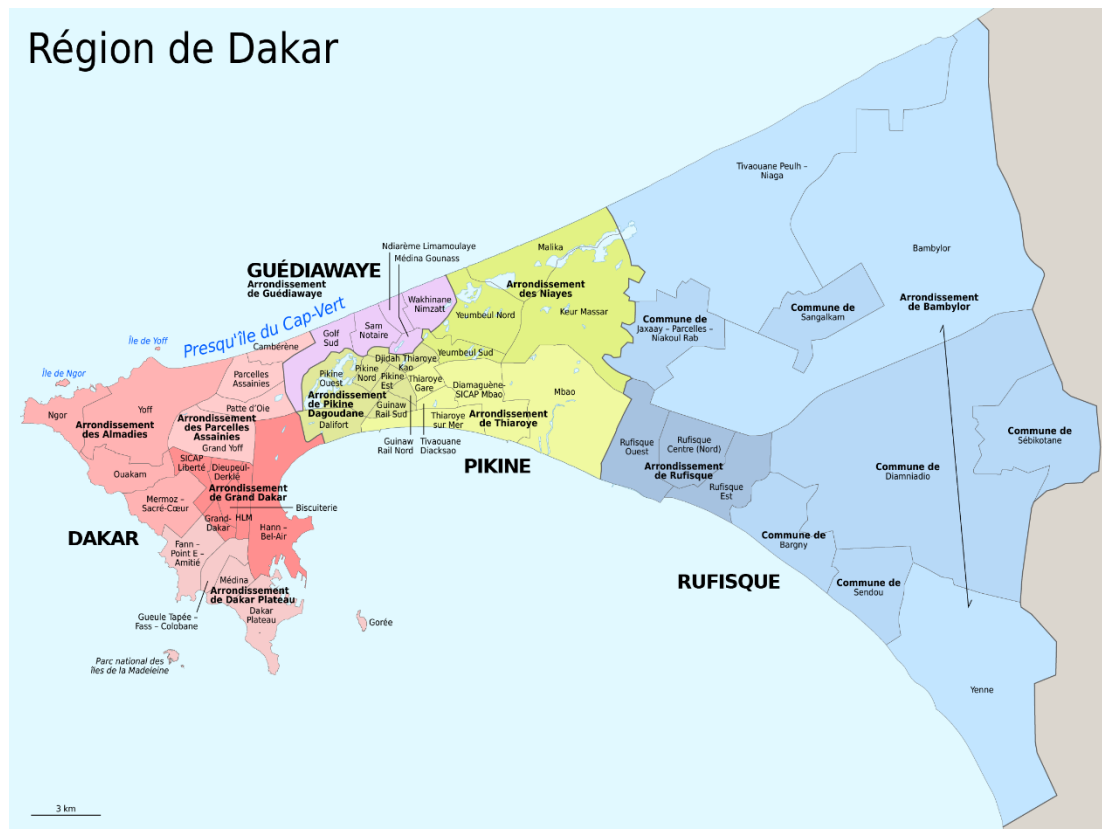 Région de Dakar
Tivaouane Peulh –
Niaga
Bambylor
Arrondissement
de Bambylor
Commune de
Sangalkam
Commune de
Jaxaay – Parcelles –
Niakoul Rab
Ndiarème Limamoulaye
Médina Gounass
GUÉDIAWAYE
Arrondissement
de Guédiawaye
Presqu'île du Cap-Vert
Malika
Arrondissement
des Niayes
Wakhinane
Nimzatt
Yeumbeul Nord
Keur Massar
Golf
Sud
Sam
Notaire
Île de Yoff
Île de Ngor
Cambérène
Yeumbeul Sud
Djidah Thiaroye
Kao
Pikine
Ouest
Pikine
Nord
Pikine
Est
Thiaroye
Gare
Diamaguène-
SICAP Mbao
Mbao
Parcelles
Assainies
Arrondissement
de Pikine
Dagoudane
Guinaw
Rail Sud
Dalifort
Thiaroye
sur Mer
Arrondissement
de Thiaroye
Guinaw
Rail Nord
Tivaouane
Diacksao
PIKINE
Ngor
Yoff
Arrondissement
des Almadies
Patte d'Oie
Arrondissement
des Parcelles
Assainies
Grand Yoff
Ouakam
SICAP
Liberté
Dieupeul-
Derklé
Arrondissement
de Grand Dakar
Mermoz –
Sacré-Cœur
Biscuiterie
Grand-
Dakar
HLM
Hann –
Bel-Air
DAKAR
Fann –
Point E –
Amitié
Médina
Arrondissement
de Dakar Plateau
Dakar
Plateau
Gueule Tapée –
Fass – Colobane
Gorée
Parc national des
Îles de la Madeleine
Rufisque
Ouest
Rufisque
Centre (Nord)
Arrondissement
de Rufisque
Rufisque
Est
Commune de
Sébikotane
Commune de
Diamniadio
Commune de
Bargny
Commune de
Sendou
RUFISQUE
Yenne
3 km